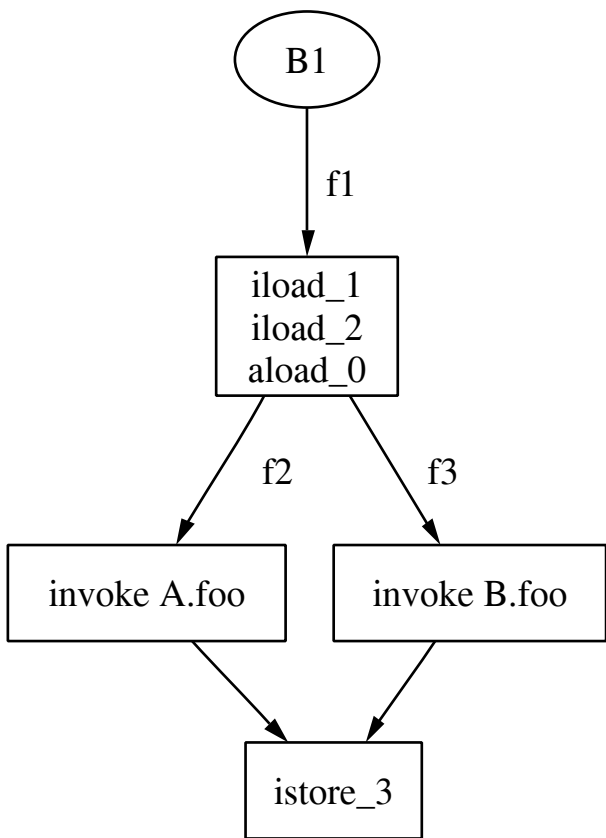 B1
f1
iload_1
iload_2
aload_0
f2
f3
invoke A.foo
invoke B.foo
istore_3